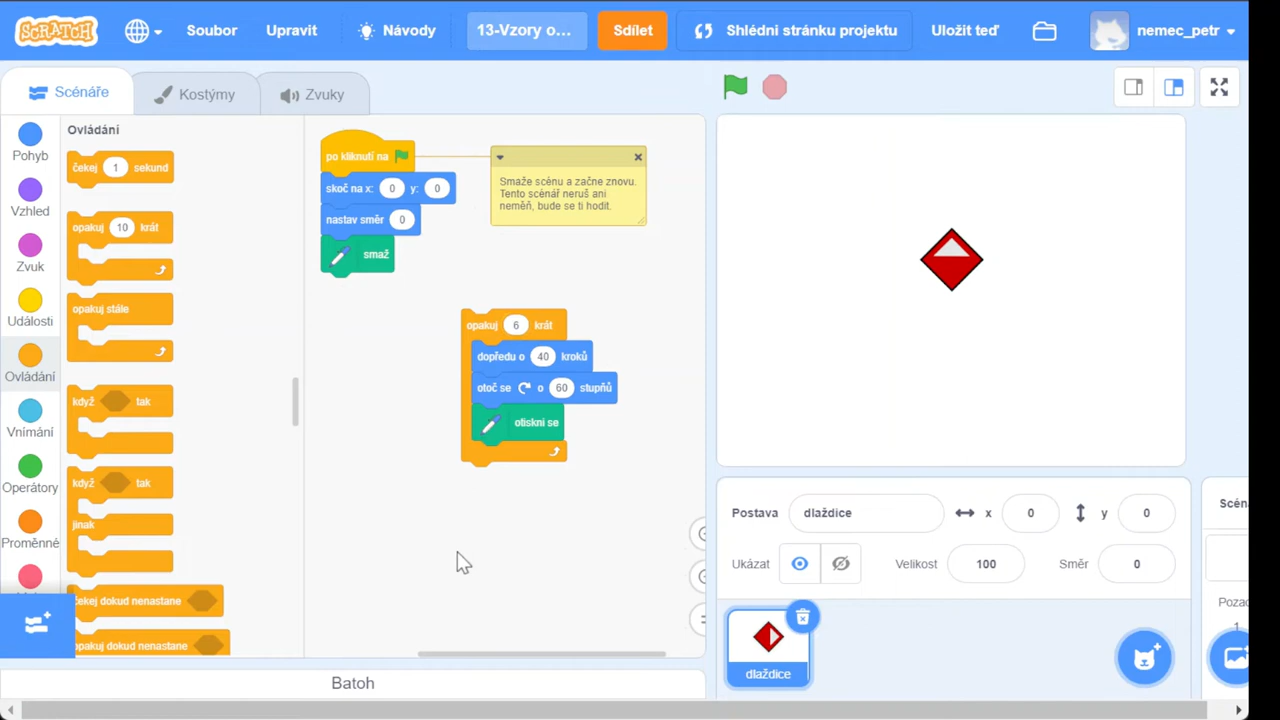 SCRATCH
Soubor
Upravit
Návody
13-Vzory o...
Sdílet
Shlédni stránku projektu
Uložit teď
nemec_petr
Scénáře
Kostýmy
Zvuky
Pohyb
Vzhled
Zvuk
Události
Ovládání
Vnímání
Operátory
Proměnné
Ovládání
čekej 1 sekund
opakuj 10 krát
opakuj stále
když tak
když tak
jinak
čekej dokud nenastane
opakuj dokud nenastane
po kliknutí na
skoč na x: 0 y: 0
nastav směr 0
smaž
Smaže scénu a začne znovu.
Tento scénář neruš ani
neměň, bude se ti hodit.
opakuj 6 krát
dopředu o 40 kroků
otoč se o 60 stupňů
otiskni se
Batoh
Postava dlaždice x 0 y 0
Ukázat Velikost 100 Směr 0
dlaždice
Scén
Pozad
1